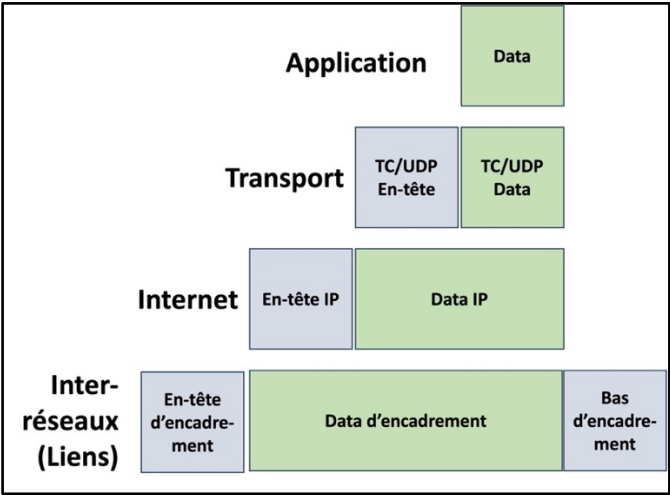 Application
Data
Transport
TC/UDP
En-tête
TC/UDP
Data
Internet
En-tête IP
Data IP
Inter-
réseaux
(Liens)
En-tête
d’encadre-
ment
Data d’encadrement
Bas
d’encadre-
ment